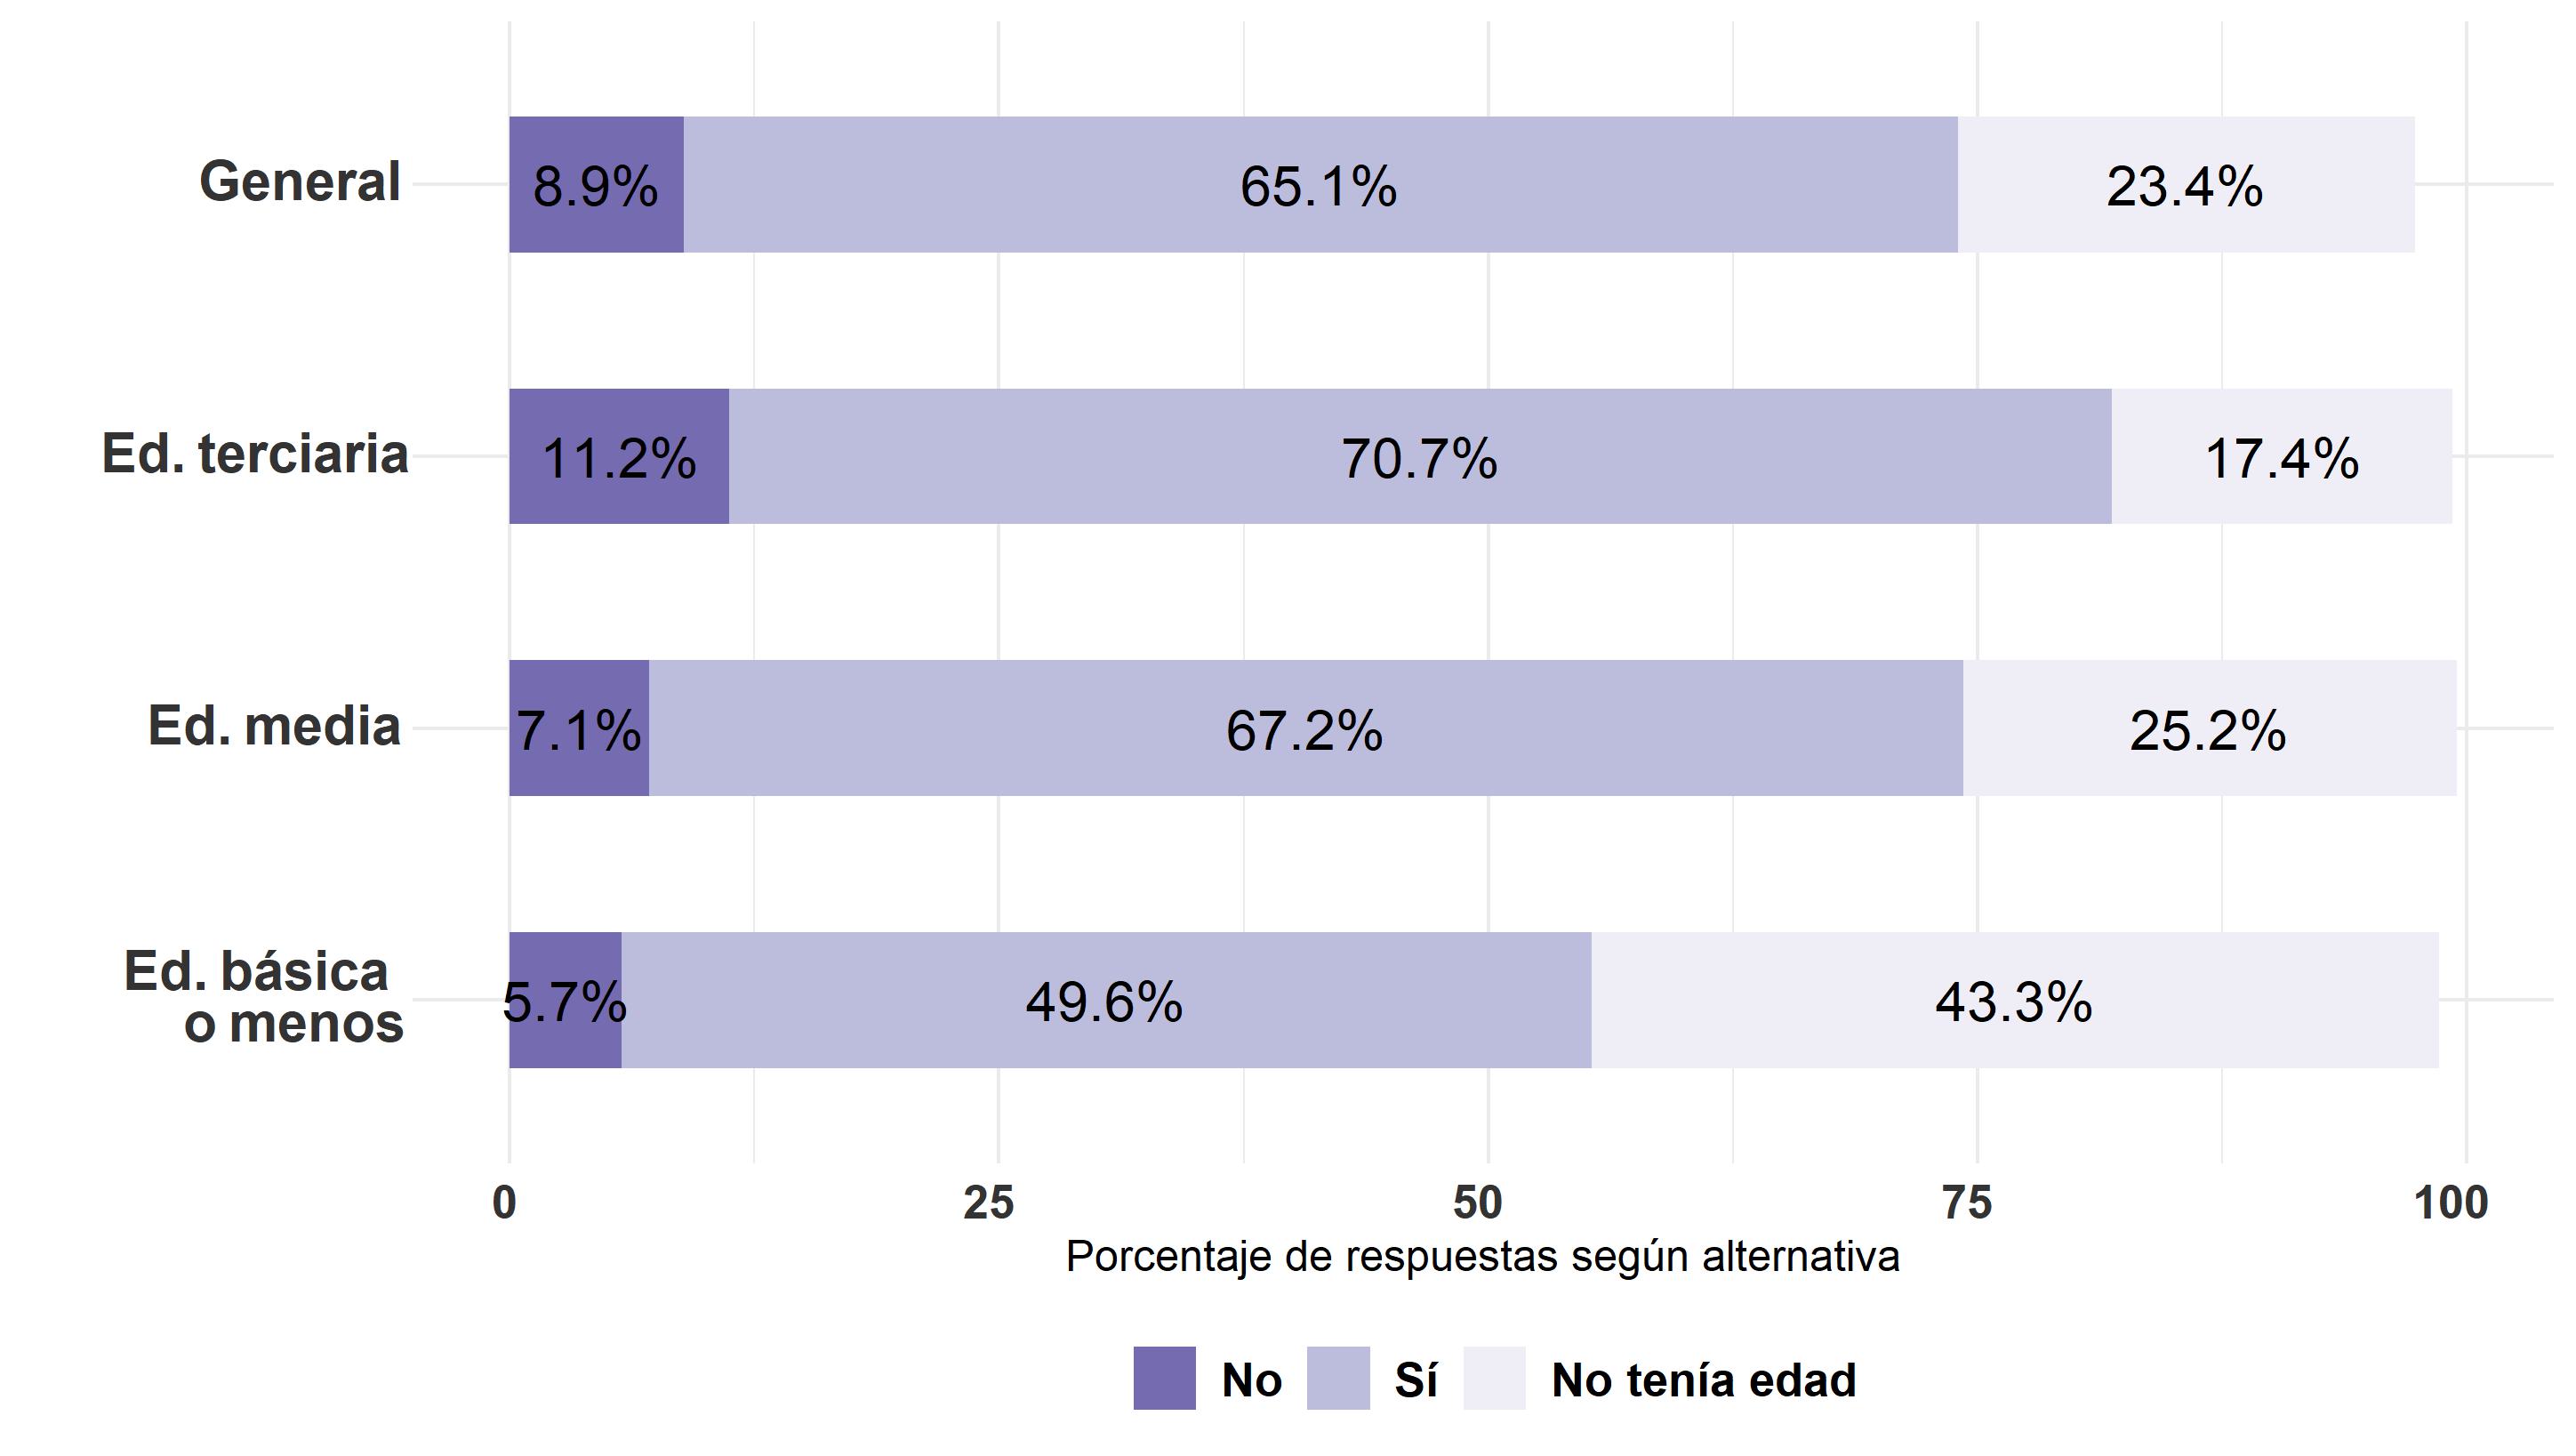 General 8.9% 65.1% 23.4%
Ed. terciaria 11.2% 70.7% 17.4%
Ed. media 7.1% 67.2% 25.2%
Ed. básica
o menos 5.7% 49.6% 43.3%
0 25 50 75 100
Porcentaje de respuestas según alternativa
No Sí No tenía edad